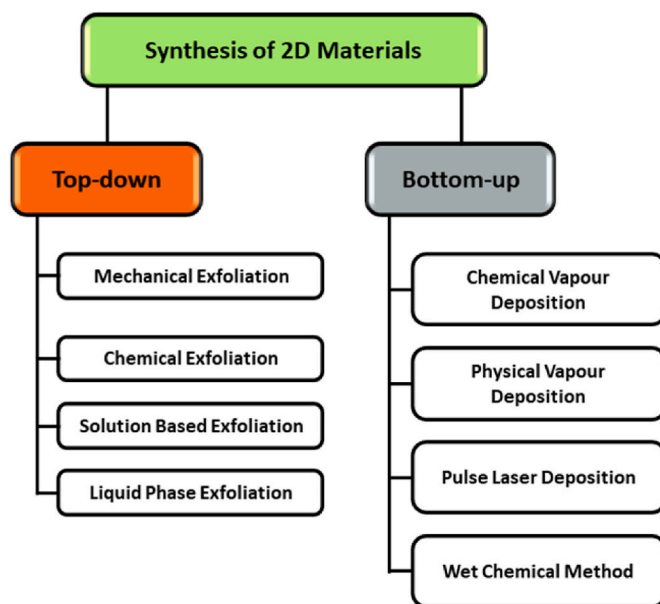 Synthesis of 2D Materials
Top-down
Bottom-up
Mechanical Exfoliation
Chemical Exfoliation
Solution Based Exfoliation
Liquid Phase Exfoliation
Chemical Vapour
Deposition
Physical Vapour
Deposition
Pulse Laser Deposition
Wet Chemical Method